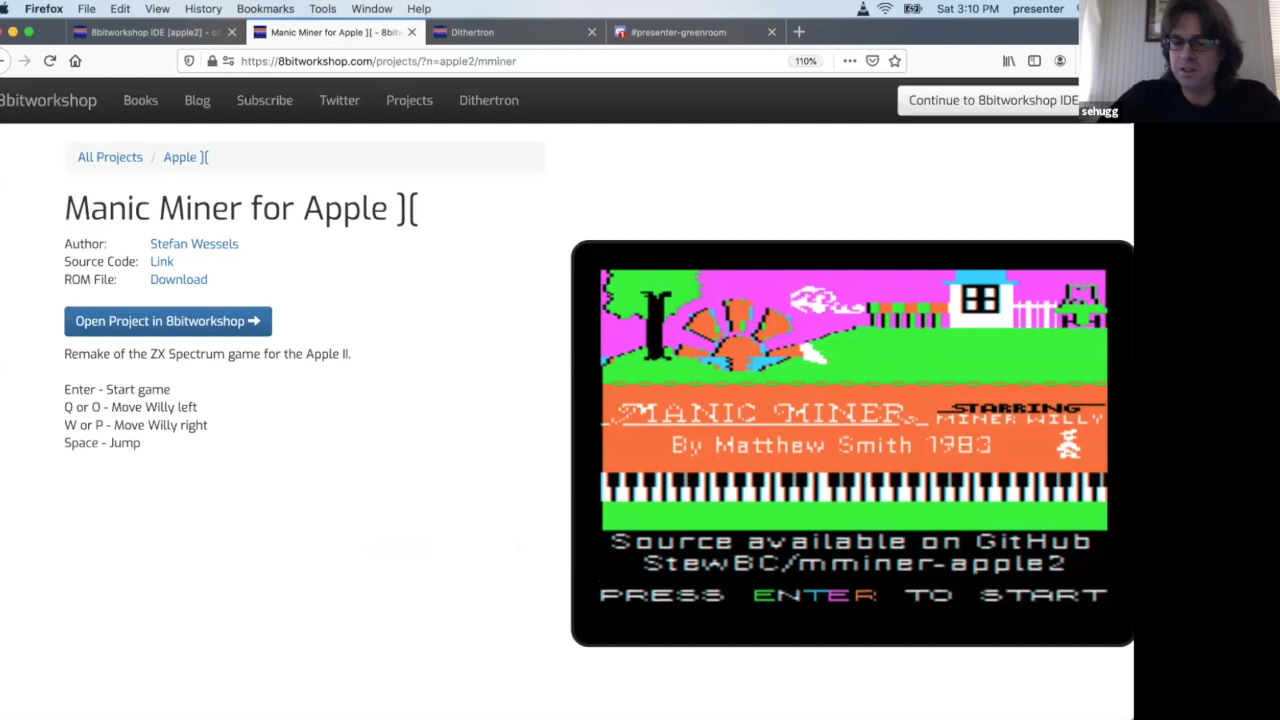 Firefox File Edit View History Bookmarks Tools Window Help Sat 3:10 PM presenter
8bitworkshop IDE [apple2] - cc
Manic Miner for Apple ][ - 8bit
Dithertron
#presenter-greenroom
https://8bitworkshop.com/projects/?n=apple2/mminer
110%
8bitworkshop Books Blog Subscribe Twitter Projects Dithertron Continue to 8bitworkshop IDE
sehugg
All Projects / Apple ][
Manic Miner for Apple ][
Author: Stefan Wessels
Source Code: Link
ROM File: Download
Open Project in 8bitworkshop
Remake of the ZX Spectrum game for the Apple II.
Enter - Start game
Q or O - Move Willy left
W or P - Move Willy right
Space - Jump
MANIC MINER
STARRING
MINER WILLY
By Matthew Smith 1983
Source available on GitHub
StewBC/mminer-apple2
PRESS ENTER TO START